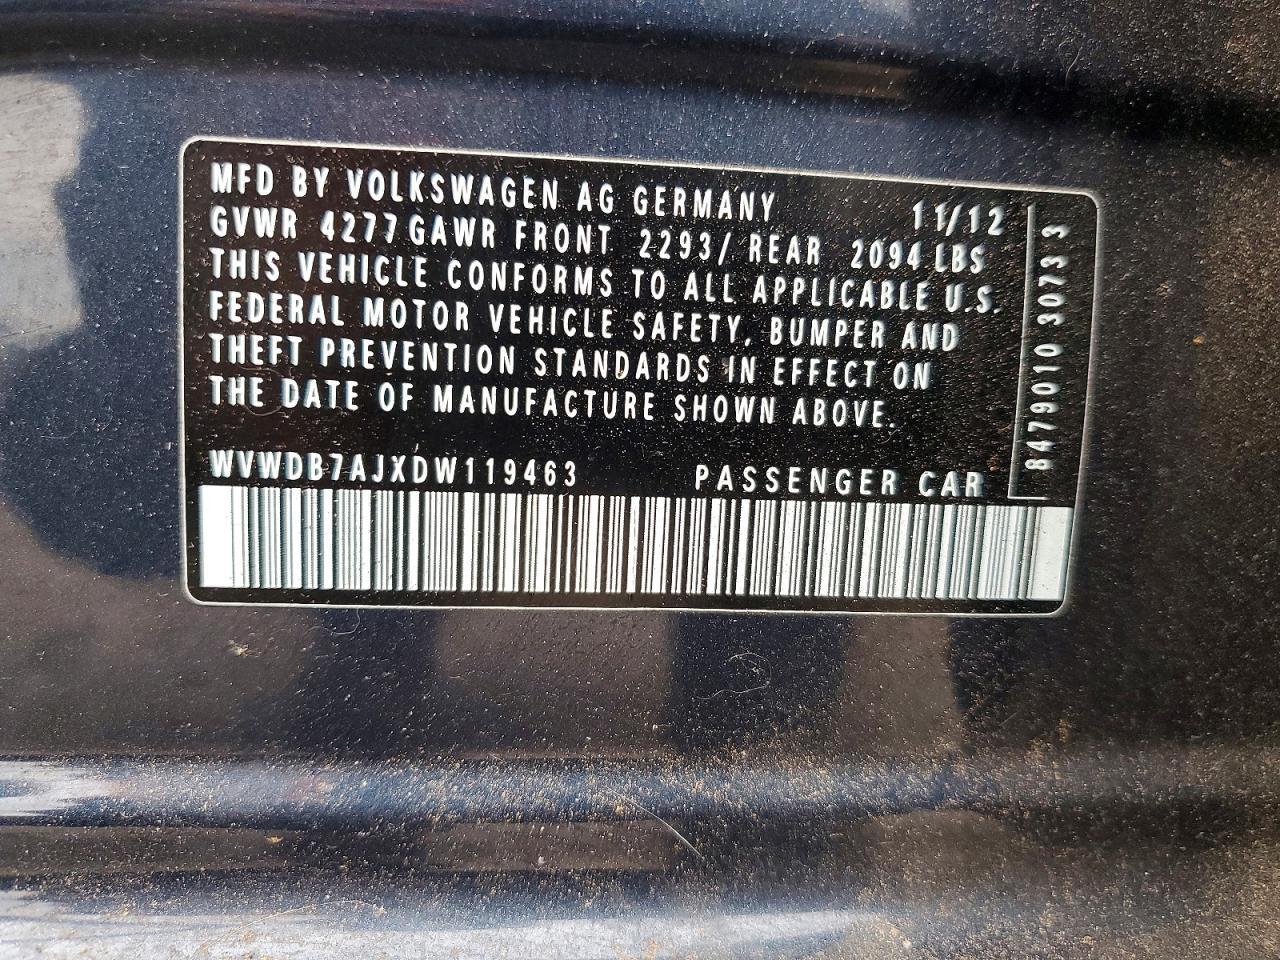 MFD BY VOLKSWAGEN AG GERMANY 11/12
GVWR 4277 GAWR FRONT 2293/ REAR 2094 LBS
THIS VEHICLE CONFORMS TO ALL APPLICABLE U.S.
FEDERAL MOTOR VEHICLE SAFETY, BUMPER AND
THEFT PREVENTION STANDARDS IN EFFECT ON
THE DATE OF MANUFACTURE SHOWN ABOVE.
WVWDB7AJXDW119463 PASSENGER CAR
8479010 3073 3